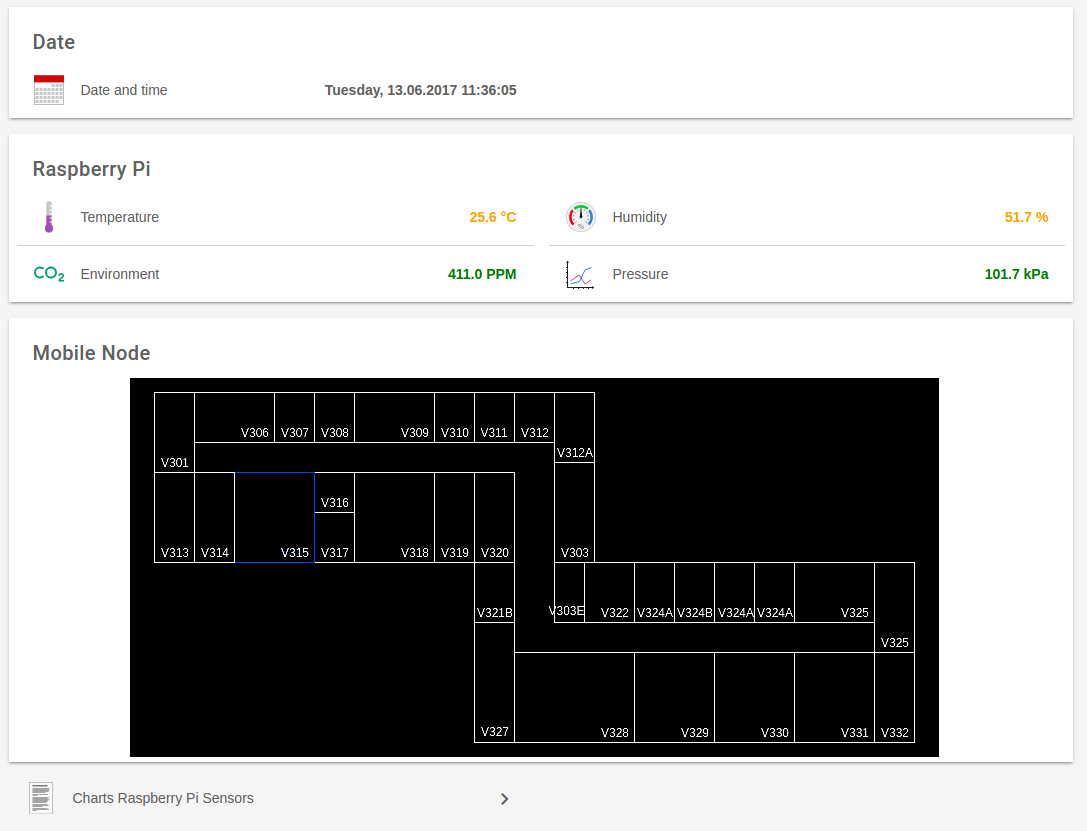 Date
Date and time Tuesday, 13.06.2017 11:36:05
Raspberry Pi
Temperature 25.6 °C Humidity 51.7 %
CO2 Environment 411.0 PPM Pressure 101.7 kPa
Mobile Node
V306 V307 V308 V309 V310 V311 V312
V312A
V301
V316
V313 V314 V315 V317 V318 V319 V320 V303
V321B V303E V322 V324A V324B V324A V324A V325
V325
V327 V328 V329 V330 V331 V332
Charts Raspberry Pi Sensors